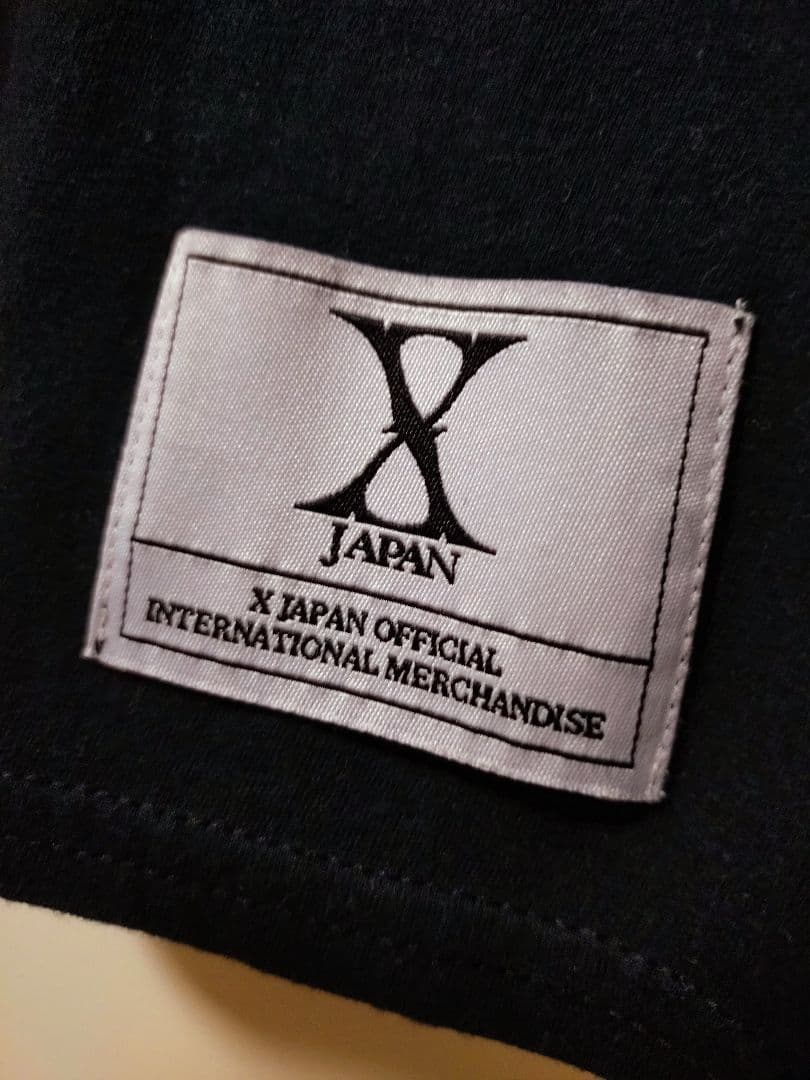 X
JAPAN
X JAPAN OFFICIAL
INTERNATIONAL MERCHANDISE